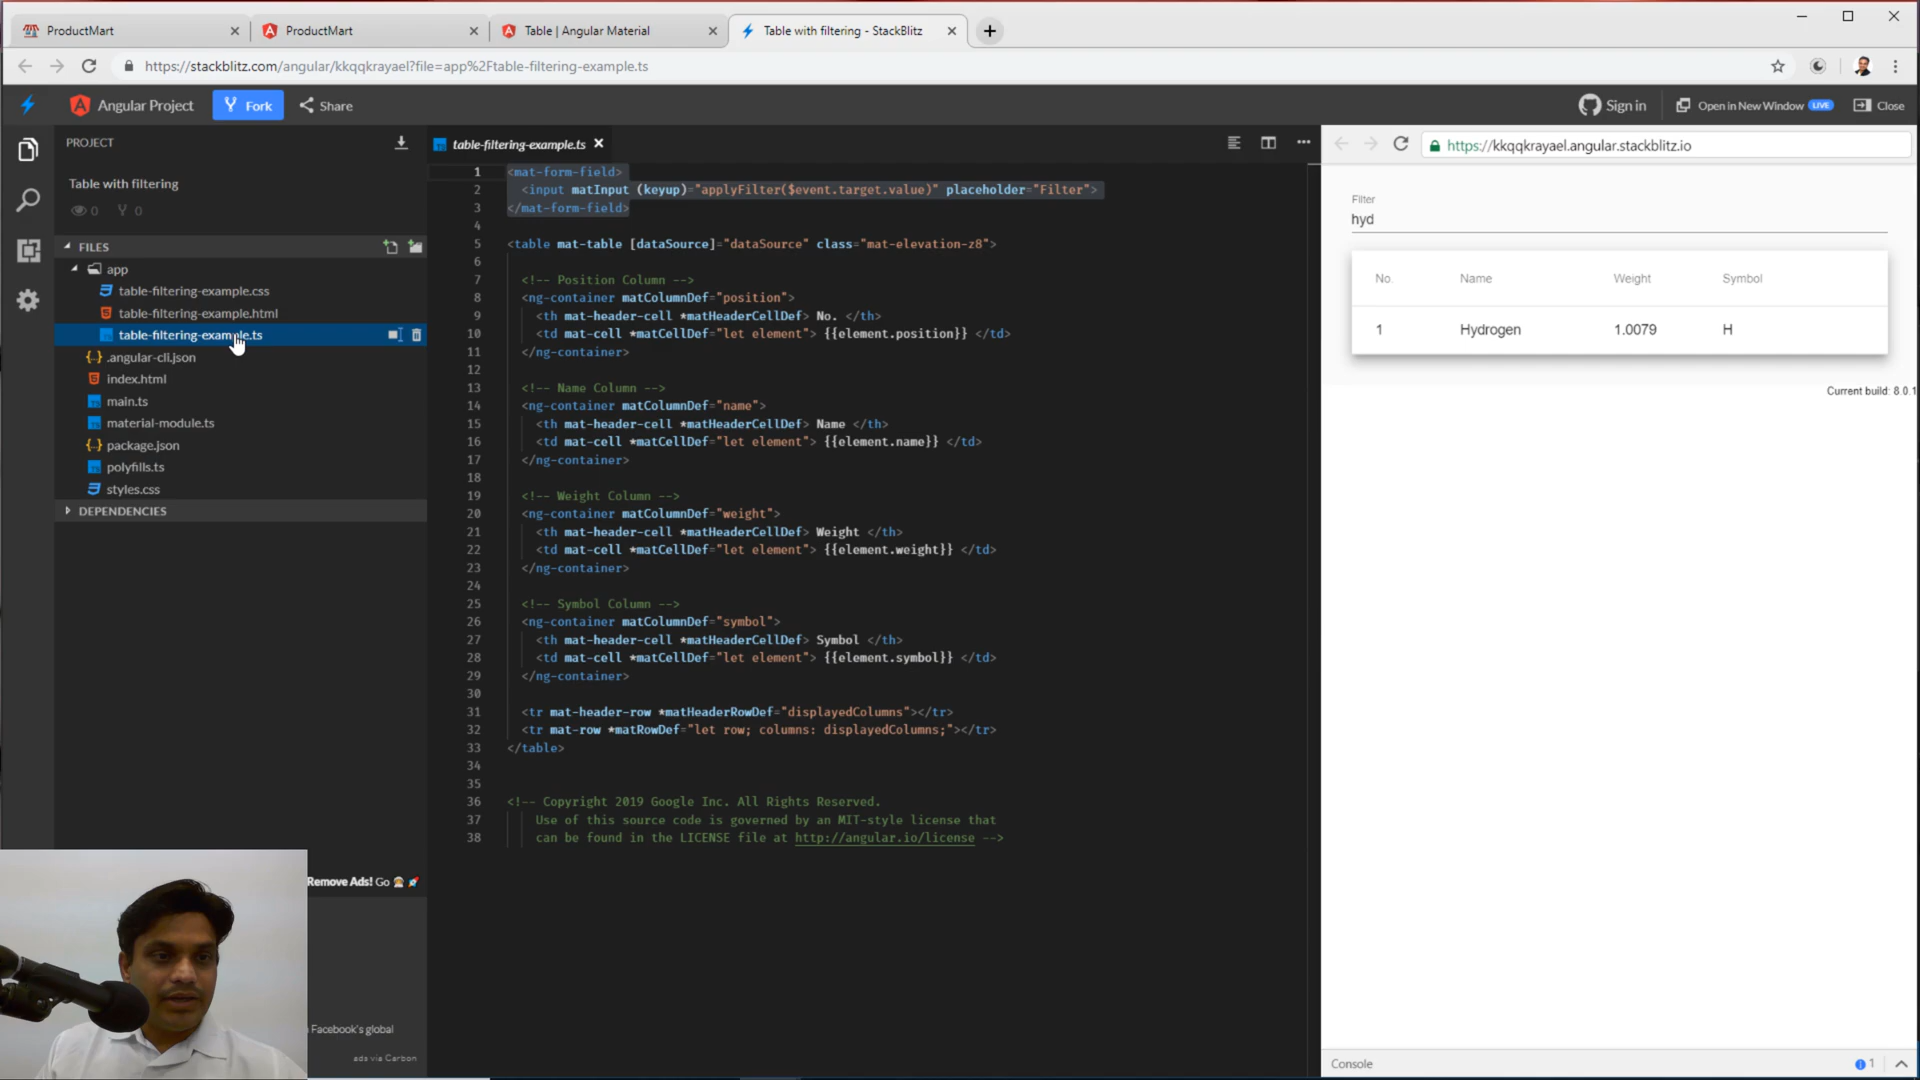 ProductMart
ProductMart
Table | Angular Material
Table with filtering - StackBlitz
https://stackblitz.com/angular/kkqqkrayael?file=app%2Ftable-filtering-example.ts
Angular Project
Fork
Share
Sign in
Open in New Window
LIVE
Close
PROJECT
Table with filtering
0
0
FILES
app
table-filtering-example.css
table-filtering-example.html
table-filtering-example.ts
.angular-cli.json
index.html
main.ts
material-module.ts
package.json
polyfills.ts
styles.css
DEPENDENCIES
Remove Ads! Go
Facebook's global
ads via Carbon
table-filtering-example.ts
1 <mat-form-field>
2 <input matInput (keyup)="applyFilter($event.target.value)" placeholder="Filter">
3 </mat-form-field>
4
5 <table mat-table [dataSource]="dataSource" class="mat-elevation-z8">
6
7 <!-- Position Column -->
8 <ng-container matColumnDef="position">
9 <th mat-header-cell *matHeaderCellDef> No. </th>
10 <td mat-cell *matCellDef="let element"> {{element.position}} </td>
11 </ng-container>
12
13 <!-- Name Column -->
14 <ng-container matColumnDef="name">
15 <th mat-header-cell *matHeaderCellDef> Name </th>
16 <td mat-cell *matCellDef="let element"> {{element.name}} </td>
17 </ng-container>
18
19 <!-- Weight Column -->
20 <ng-container matColumnDef="weight">
21 <th mat-header-cell *matHeaderCellDef> Weight </th>
22 <td mat-cell *matCellDef="let element"> {{element.weight}} </td>
23 </ng-container>
24
25 <!-- Symbol Column -->
26 <ng-container matColumnDef="symbol">
27 <th mat-header-cell *matHeaderCellDef> Symbol </th>
28 <td mat-cell *matCellDef="let element"> {{element.symbol}} </td>
29 </ng-container>
30
31 <tr mat-header-row *matHeaderRowDef="displayedColumns"></tr>
32 <tr mat-row *matRowDef="let row; columns: displayedColumns;"></tr>
33 </table>
34
35
36 <!-- Copyright 2019 Google Inc. All Rights Reserved.
37 Use of this source code is governed by an MIT-style license that
38 can be found in the LICENSE file at http://angular.io/license -->
https://kkqqkrayael.angular.stackblitz.io
Filter
hyd
No. Name Weight Symbol
1 Hydrogen 1.0079 H
Current build: 8.0.1
Console
1